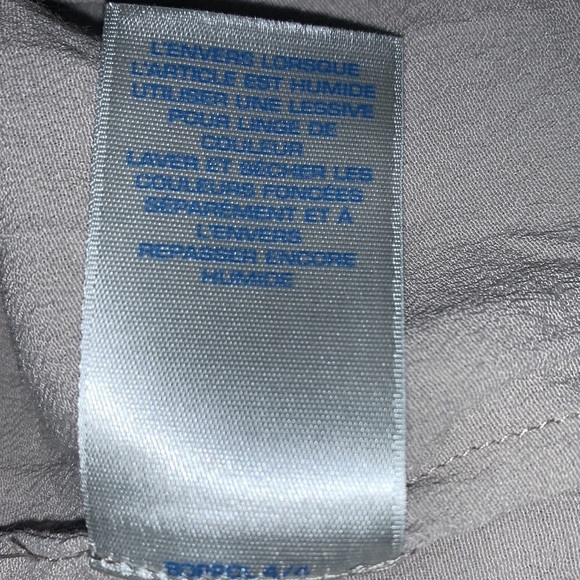 L'ENVERS LORSQUE
L'ARTICLE EST HUMIDE
UTILISER UNE LESSIVE
POUR LINGE DE
COULEUR
LAVER ET SÉCHER LES
COULEURS FONCÉES
SÉPARÉMENT ET À
L'ENVERS
REPASSER ENCORE
HUMIDE